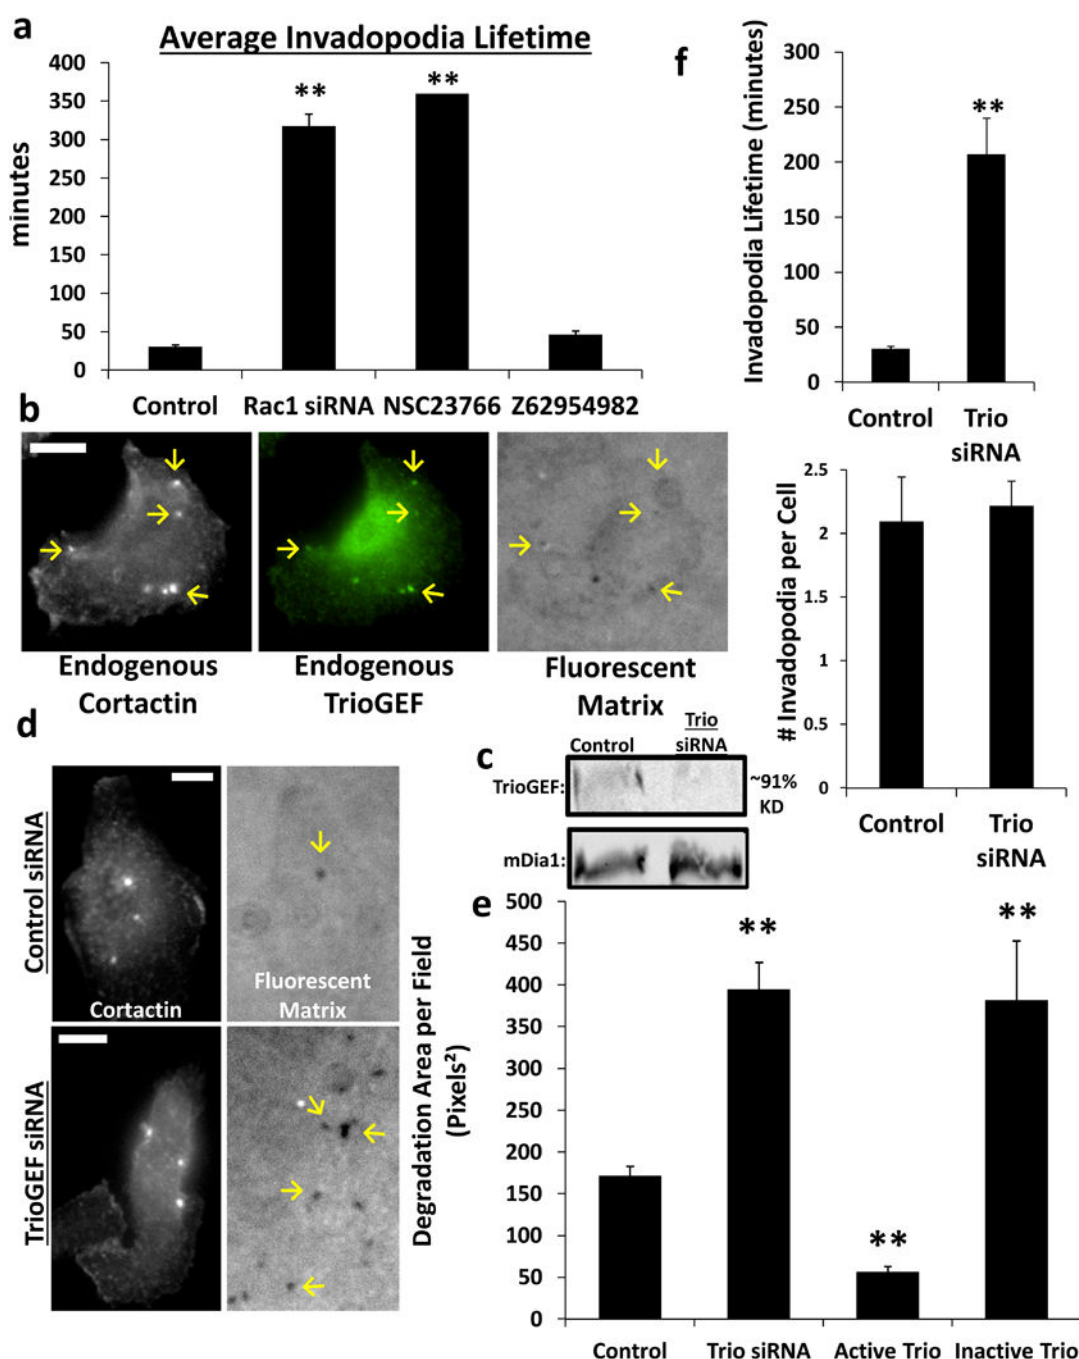 a
Average Invadopodia Lifetime
400
350
300
250
200
150
100
50
0
minutes
**
**
Control Rac1 siRNA NSC23766 Z62954982
f
Invadopodia Lifetime (minutes)
300
250
200
150
100
50
0
**
Control
Trio
siRNA
# Invadopodia per Cell
2.5
2
1.5
1
0.5
0
Control
Trio
siRNA
b
Endogenous
Cortactin
Endogenous
TrioGEF
Fluorescent
Matrix
c
Control
Trio
siRNA
TrioGEF:
~91%
KD
mDia1:
d
Control siRNA
Cortactin
Fluorescent
Matrix
TrioGEF siRNA
e
Degradation Area per Field
(Pixels²)
500
450
400
350
300
250
200
150
100
50
0
**
**
**
Control Trio siRNA Active Trio Inactive Trio